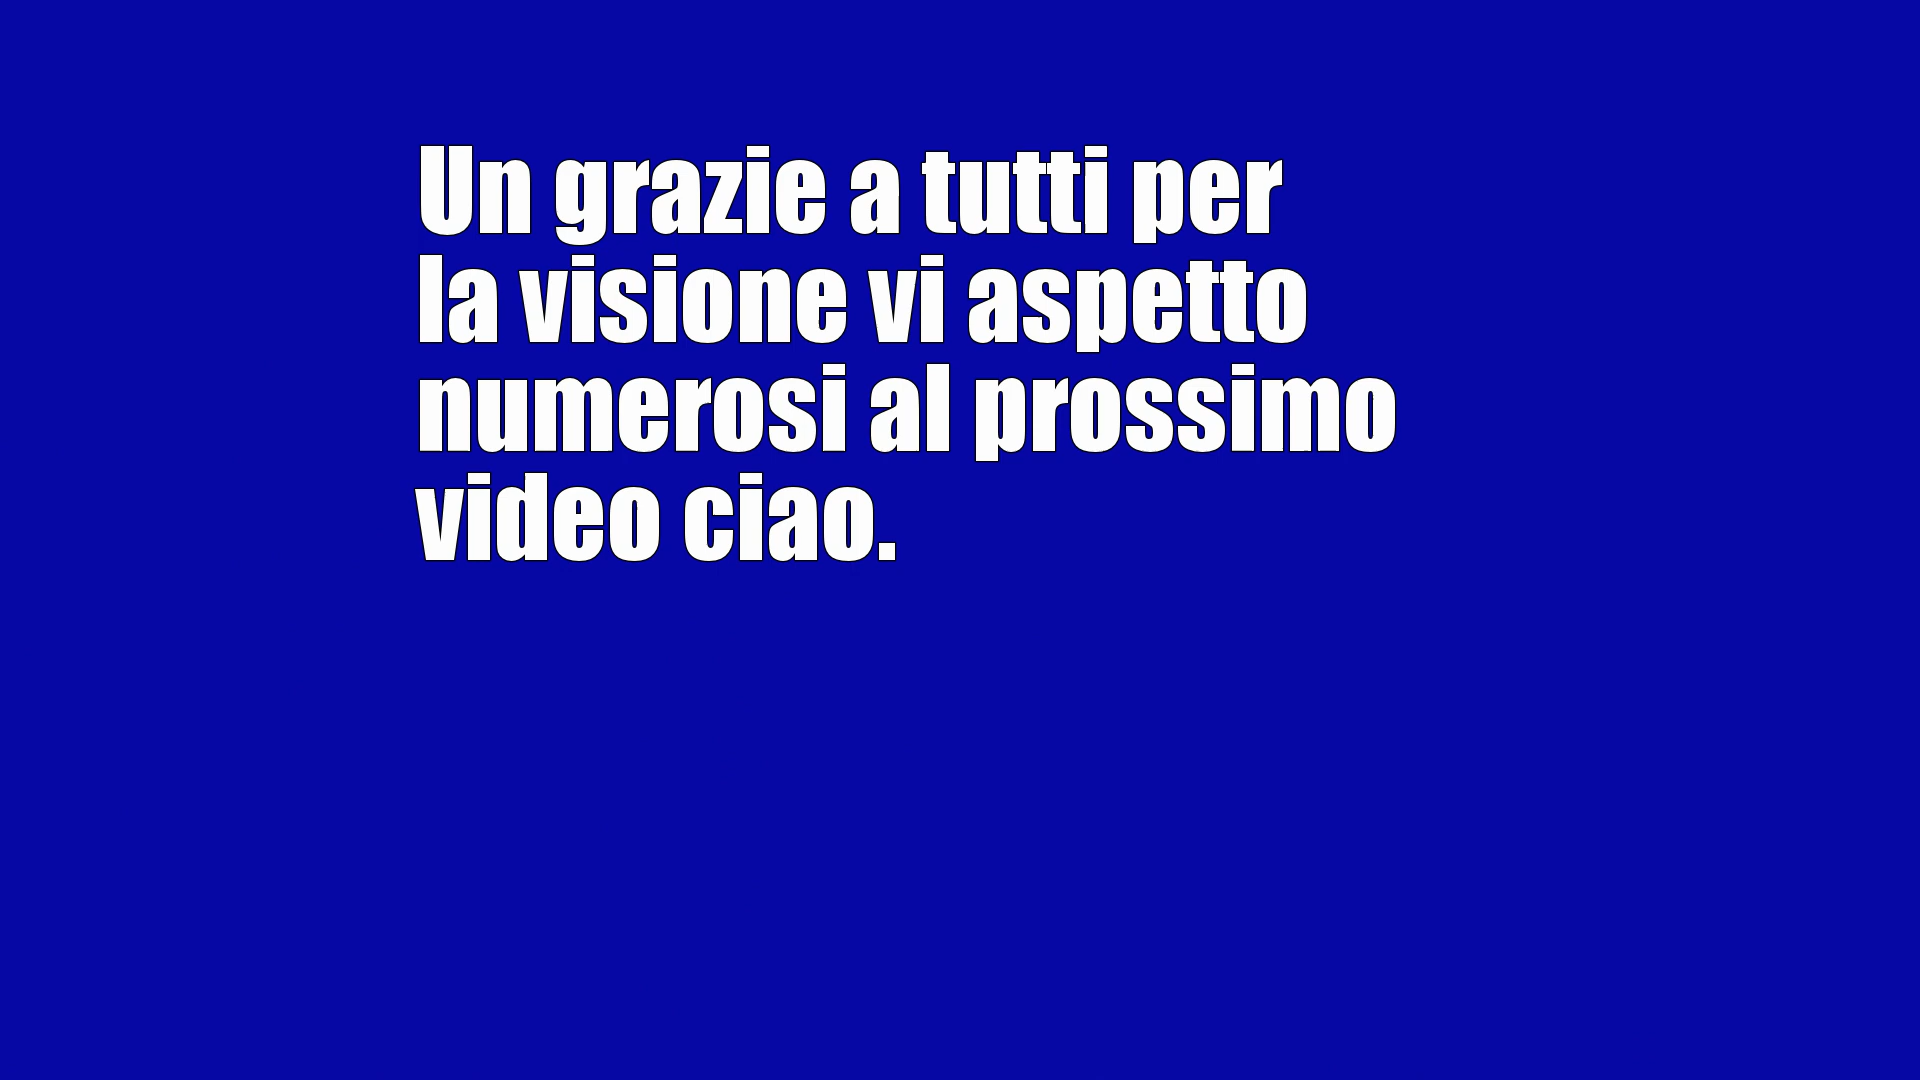 Un grazie a tutti per
la visione vi aspetto
numerosi al prossimo
video ciao.